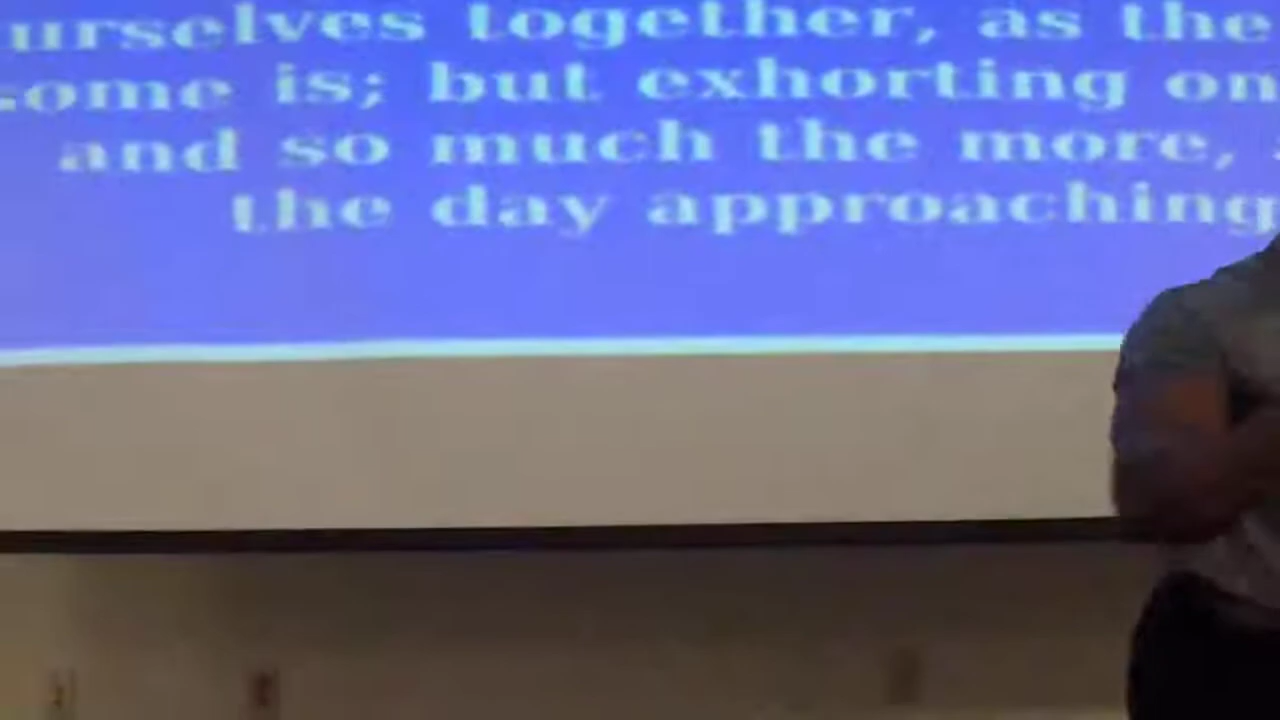 urselves together, as the
ome is; but exhorting on
and so much the more,
the day approaching